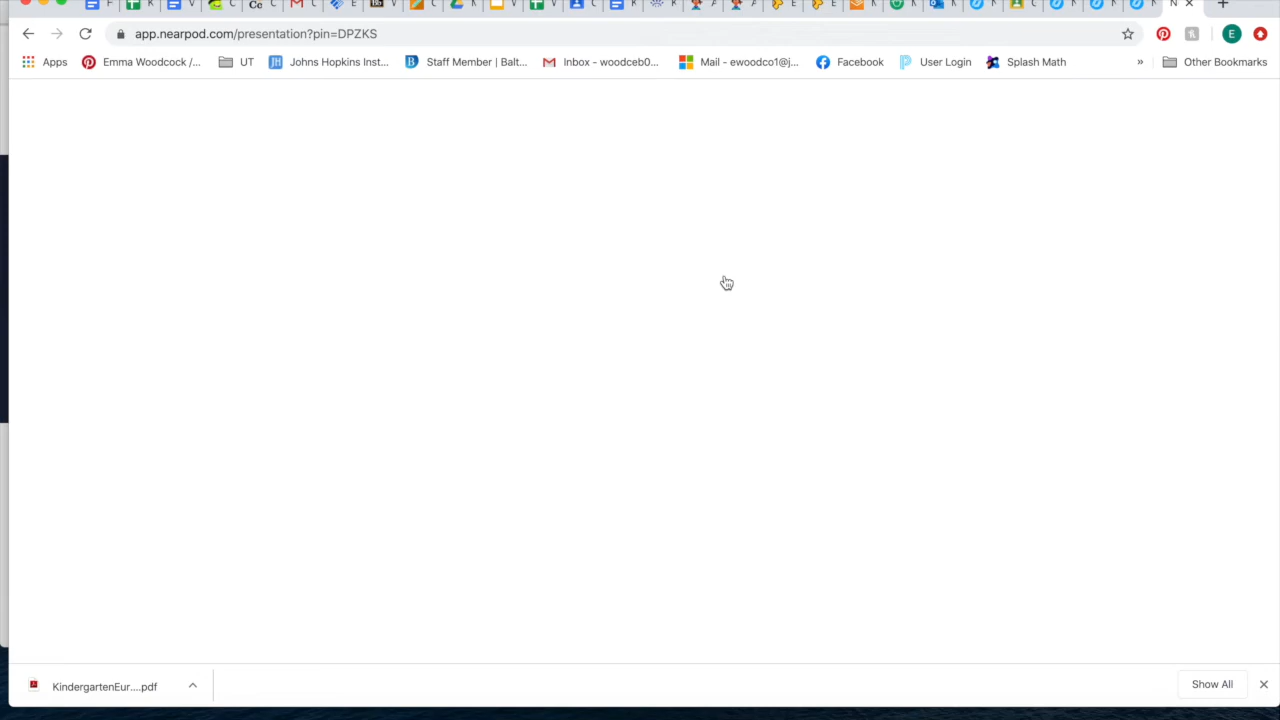 F K V C Cc C C V C V V C K K A A E E M K M K K K K N
app.nearpod.com/presentation?pin=DPZKS E
Apps Emma Woodcock /... UT Johns Hopkins Inst... Staff Member | Balt... Inbox - woodceb0... Mail - ewoodco1@j... Facebook User Login Splash Math » Other Bookmarks
KindergartenEur....pdf Show All